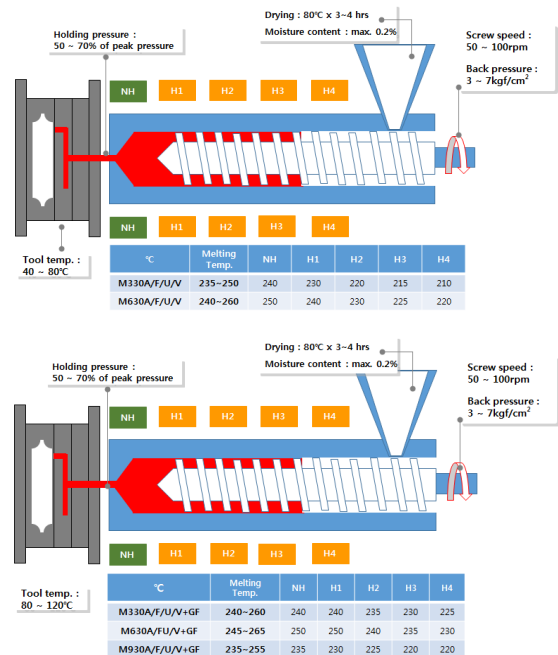 Drying : 80℃ x 3~4 hrs
Moisture content : max. 0.2%
Holding pressure :
50 ~ 70% of peak pressure
Screw speed :
50 ~ 100rpm
Back pressure :
3 ~ 7kgf/cm²
NH H1 H2 H3 H4
NH H1 H2 H3 H4
Tool temp. :
40 ~ 80℃
℃ Melting Temp. NH H1 H2 H3 H4
M330A/F/U/V 235~250 240 230 220 215 210
M630A/F/U/V 240~260 250 240 230 225 220
Drying : 80℃ x 3~4 hrs
Moisture content : max. 0.2%
Holding pressure :
50 ~ 70% of peak pressure
Screw speed :
50 ~ 100rpm
Back pressure :
3 ~ 7kgf/cm²
NH H1 H2 H3 H4
NH H1 H2 H3 H4
Tool temp. :
80 ~ 120℃
℃ Melting Temp. NH H1 H2 H3 H4
M330A/F/U/V+GF 240~260 240 240 235 230 225
M630A/FU/V+GF 245~265 250 250 240 235 230
M930A/F/U/V+GF 235~255 235 230 225 220 220